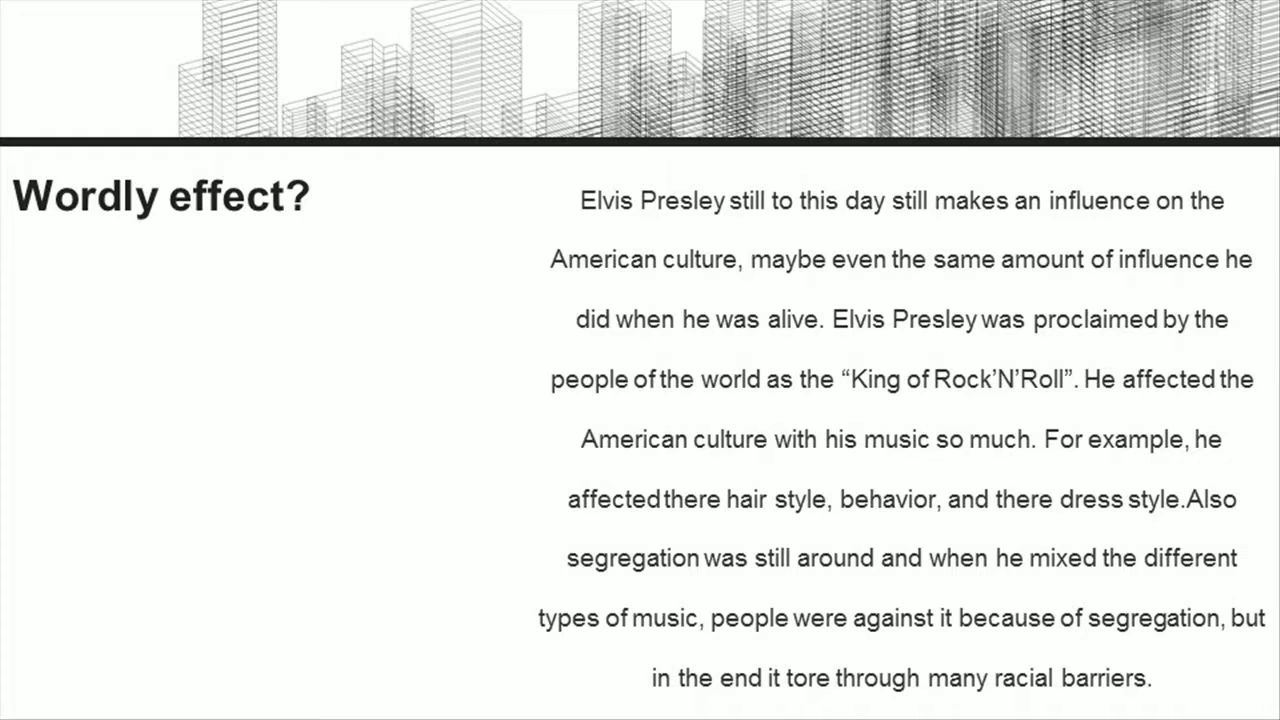 Wordly effect?
Elvis Presley still to this day still makes an influence on the
American culture, maybe even the same amount of influence he
did when he was alive. Elvis Presley was proclaimed by the
people of the world as the “King of Rock’N’Roll”. He affected the
American culture with his music so much. For example, he
affected there hair style, behavior, and there dress style.Also
segregation was still around and when he mixed the different
types of music, people were against it because of segregation, but
in the end it tore through many racial barriers.